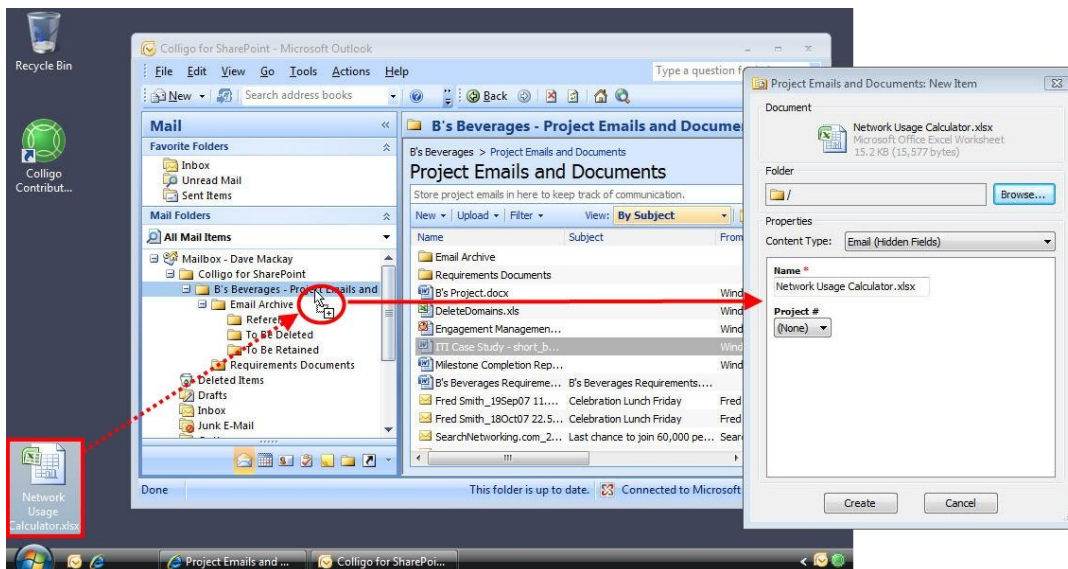 Recycle Bin
Colligo
Contribut...
Network
Usage
Calculator.xlsx
Colligo for SharePoint - Microsoft Outlook
File Edit View Go Tools Actions Help
Type a question f
New
Search address books
Back
Mail
Favorite Folders
Inbox
Unread Mail
Sent Items
Mail Folders
All Mail Items
Mailbox - Dave Mackay
Colligo for SharePoint
B's Beverages - Project Emails and
Email Archive
Refere
To Be Deleted
To Be Retained
Requirements Documents
Deleted Items
Drafts
Inbox
Junk E-Mail
B's Beverages - Project Emails and Docume
B's Beverages > Project Emails and Documents
Project Emails and Documents
Store project emails in here to keep track of communication.
New Upload Filter View: By Subject
Name Subject From
Email Archive
Requirements Documents
B's Project.docx Wind
DeleteDomains.xls Wind
Engagement Managemen... Wind
ITI Case Study - short_b... Wind
Milestone Completion Rep... Wind
B's Beverages Requireme... B's Beverages Requirements....
Fred Smith_19Sep07 11.... Celebration Lunch Friday Fred
Fred Smith_18Oct07 22.5... Celebration Lunch Friday Fred
SearchNetworking.com_2... Last chance to join 60,000 pe... Sear
Done
This folder is up to date. Connected to Microsoft
Project Emails and Documents: New Item
Document
Network Usage Calculator.xlsx
Microsoft Office Excel Worksheet
15.2 KB (15,577 bytes)
Folder
/
Browse...
Properties
Content Type: Email (Hidden Fields)
Name *
Network Usage Calculator.xlsx
Project #
(None)
Create Cancel
Project Emails and ...
Colligo for SharePoi...